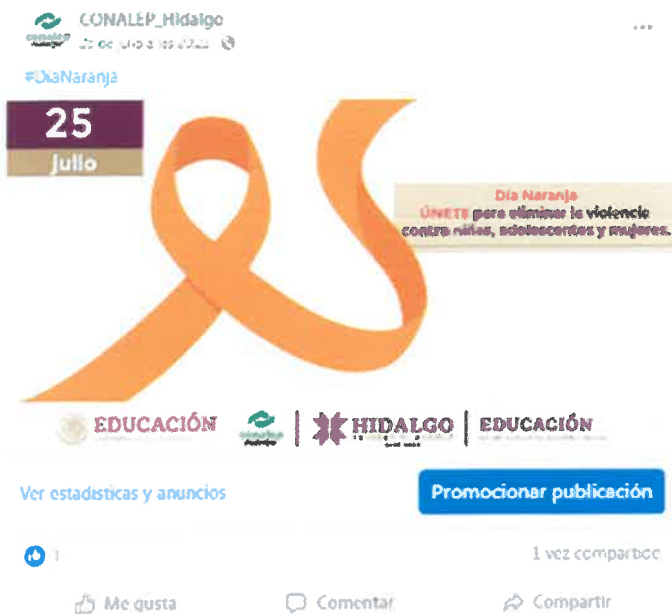 CONALEP_Hidalgo
#DíaNaranja
25
julio
Día Naranja
ÚNETE para eliminar la violencia
contra niñas, adolescentes y mujeres.
EDUCACIÓN
conalep
HIDALGO
EDUCACIÓN
Ver estadísticas y anuncios
Promocionar publicación
1
1 vez compartido
Me gusta
Comentar
Compartir